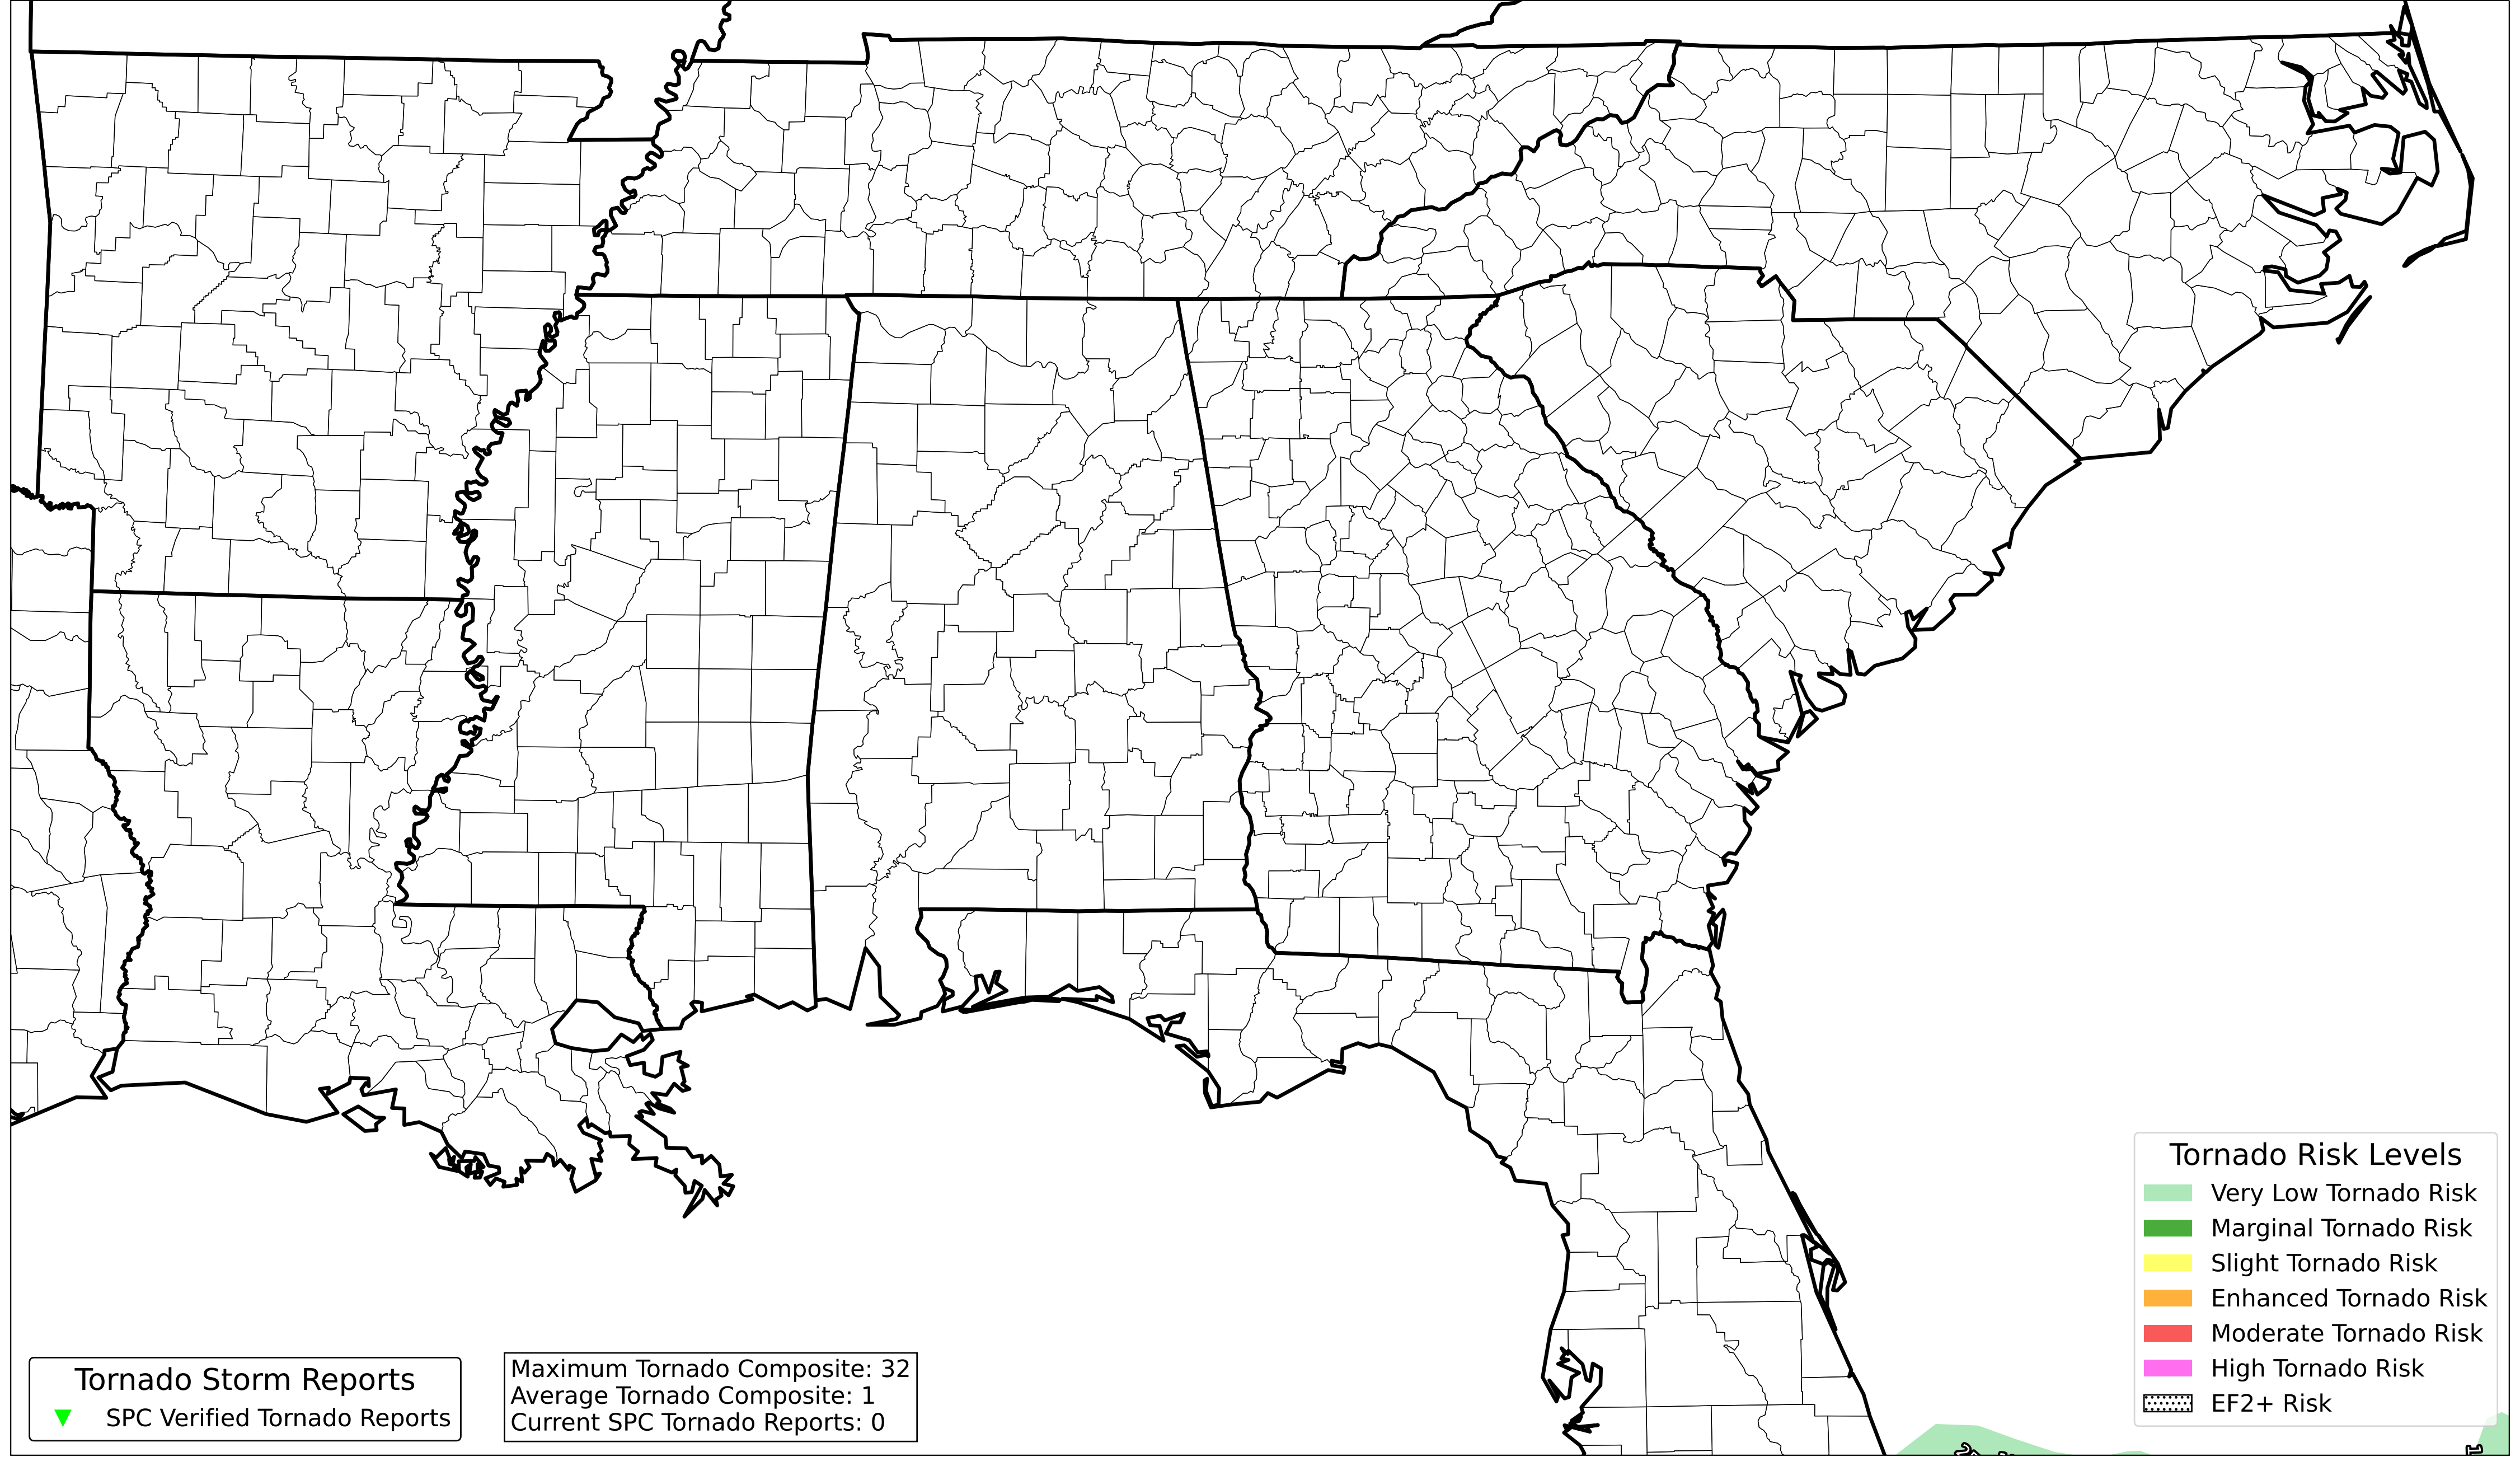 Tornado Risk Levels
Very Low Tornado Risk
Marginal Tornado Risk
Slight Tornado Risk
Enhanced Tornado Risk
Moderate Tornado Risk
High Tornado Risk
EF2+ Risk
Tornado Storm Reports
SPC Verified Tornado Reports
Maximum Tornado Composite: 32
Average Tornado Composite: 1
Current SPC Tornado Reports: 0